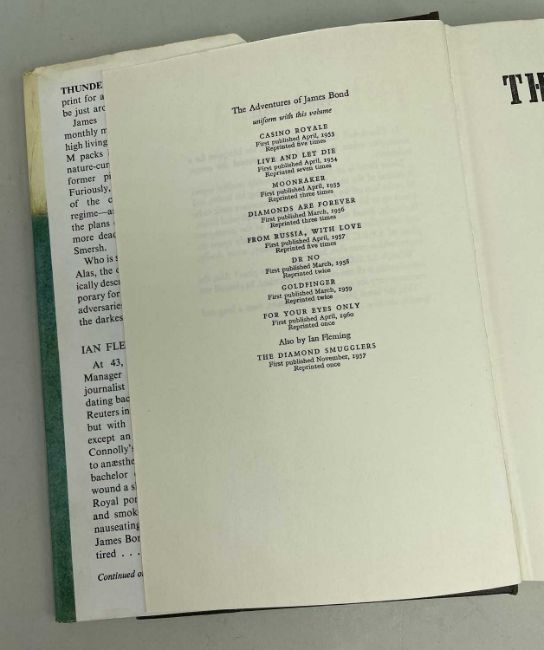 THUNDE
print for a
be just arc
James
monthly m
high living
M packs
nature-cur
former pi
Furiously,
of the d
regime—a
the plans
more dead
Smersh.
Who is s
Alas, the c
ically desc
porary for
adversarie
the darkes
IAN FLE
At 43,
Manager
journalist
dating bac
Reuters in
but with
except an
Connolly's
to anæsthe
bachelor
wound a s
Royal por
and smok
nauseating
James Bon
tired . . .
Continued o
The Adventures of James Bond
uniform with this volume
CASINO ROYALE
First published April, 1953
Reprinted five times
LIVE AND LET DIE
First published April, 1954
Reprinted seven times
MOONRAKER
First published April, 1955
Reprinted three times
DIAMONDS ARE FOREVER
First published March, 1956
Reprinted three times
FROM RUSSIA, WITH LOVE
First published April, 1957
Reprinted five times
DR NO
First published March, 1958
Reprinted twice
GOLDFINGER
First published March, 1959
Reprinted twice
FOR YOUR EYES ONLY
First published April, 1960
Reprinted once
Also by Ian Fleming
THE DIAMOND SMUGGLERS
First published November, 1957
Reprinted once
TH